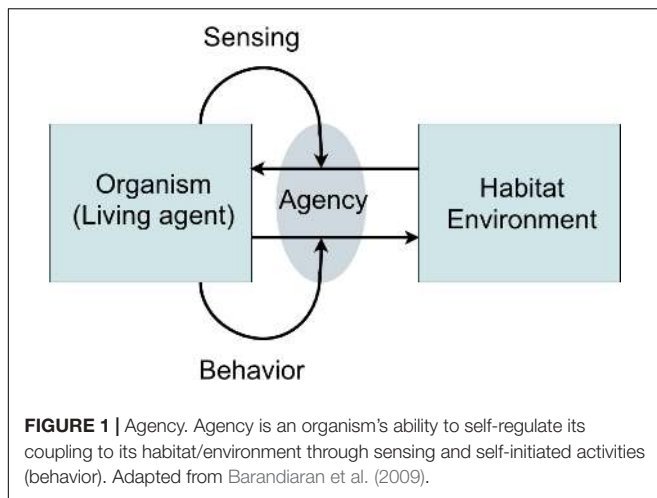 Sensing
Organism
(Living agent)
Agency
Habitat
Environment
Behavior
FIGURE 1 | Agency. Agency is an organism’s ability to self-regulate its
coupling to its habitat/environment through sensing and self-initiated activities
(behavior). Adapted from Barandiaran et al. (2009).